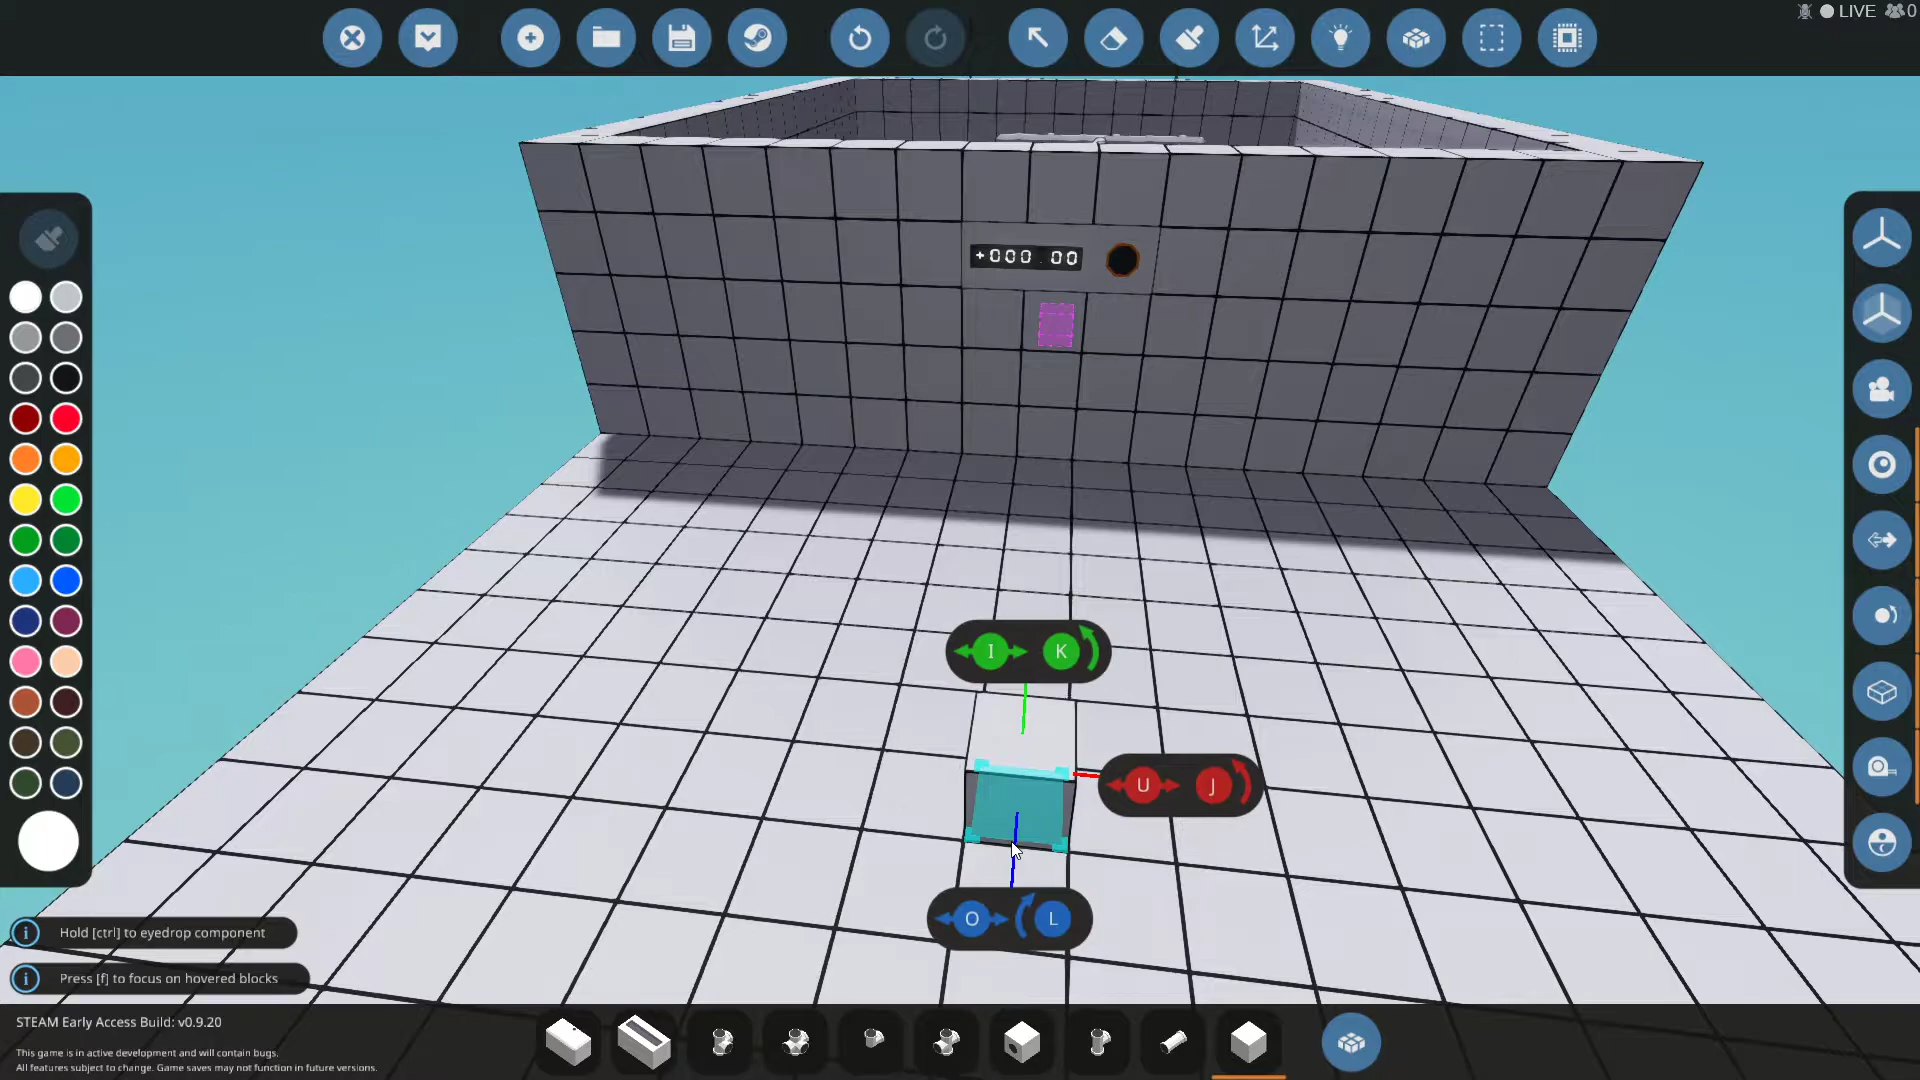 LIVE 0
+000.00
I K
U J
O L
Hold [ctrl] to eyedrop component
Press [f] to focus on hovered blocks
STEAM Early Access Build: v0.9.20
This game is in active development and will contain bugs.
All features subject to change. Game saves may not function in future versions.